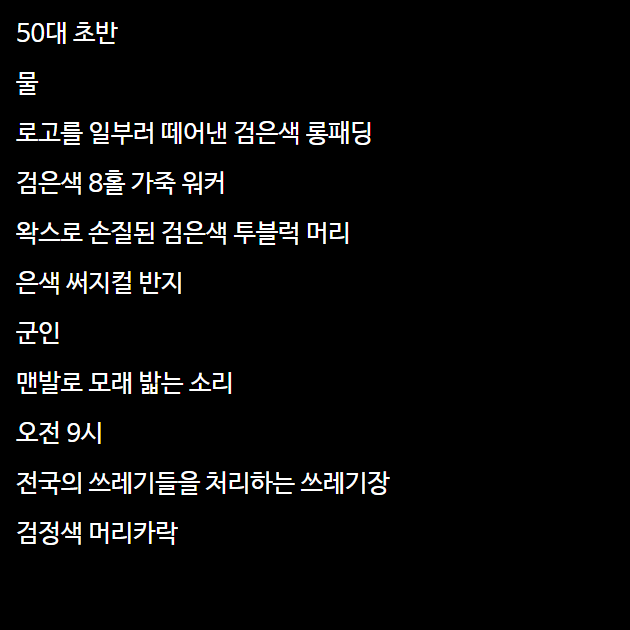 50대 초반
물
로고를 일부러 떼어낸 검은색 롱패딩
검은색 8홀 가죽 워커
왁스로 손질된 검은색 투블럭 머리
은색 써지컬 반지
군인
맨발로 모래 밟는 소리
오전 9시
전국의 쓰레기들을 처리하는 쓰레기장
검정색 머리카락